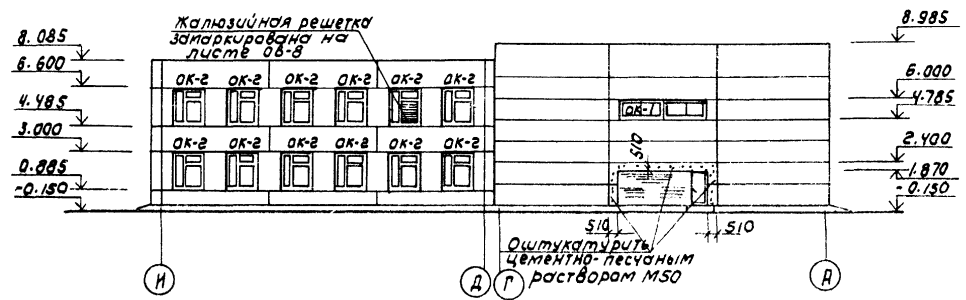 Жалюзийная решетка
замаркирована на
листе ОВ-8
8.085
6.600
4.485
3.000
0.885
-0.150
8.985
6.000
4.785
2.400
1.870
-0.150
ОК-2 ОК-2 ОК-2 ОК-2 ОК-2 ОК-2
ОК-2 ОК-2 ОК-2 ОК-2 ОК-2 ОК-2
ОК-1
510
510
510
Оштукатурить
цементно-песчаным
раствором М50
И
Д
Г
А